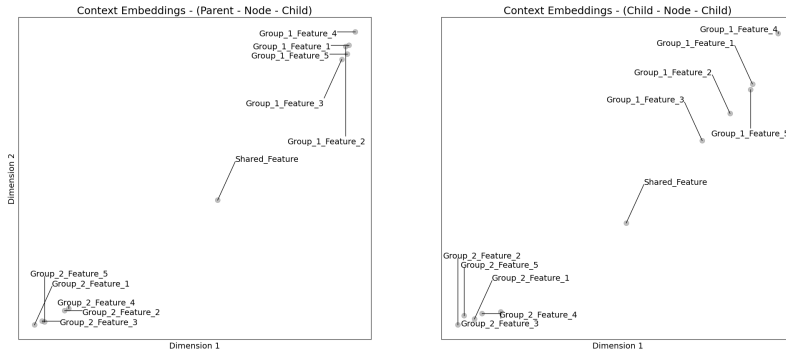 Context Embeddings - (Parent - Node - Child)
Group_1_Feature_4
Group_1_Feature_1
Group_1_Feature_5
Group_1_Feature_3
Group_1_Feature_2
Shared_Feature
Dimension 2
Group_2_Feature_5
Group_2_Feature_1
Group_2_Feature_4
Group_2_Feature_2
Group_2_Feature_3
Dimension 1
Context Embeddings - (Child - Node - Child)
Group_1_Feature_4
Group_1_Feature_1
Group_1_Feature_2
Group_1_Feature_3
Group_1_Feature_5
Shared_Feature
Group_2_Feature_2
Group_2_Feature_5
Group_2_Feature_1
Group_2_Feature_4
Group_2_Feature_3
Dimension 1